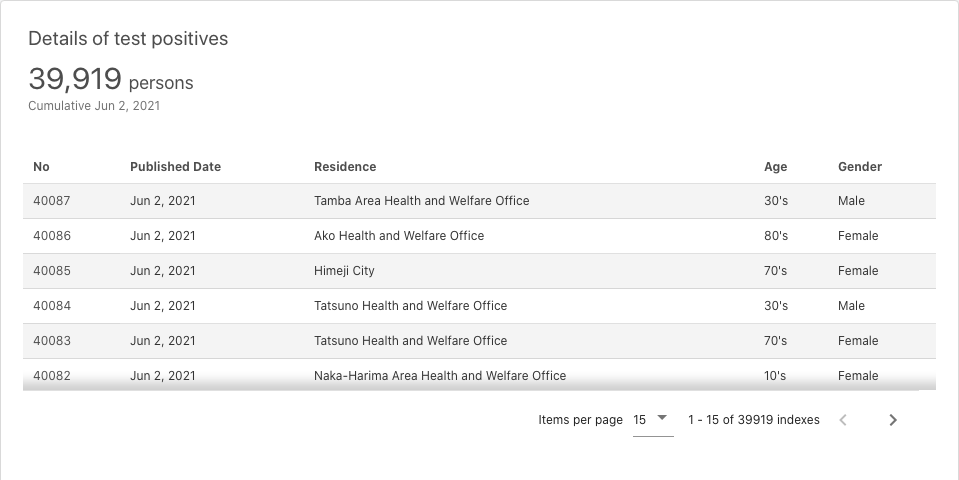 Details of test positives
39,919 persons
Cumulative Jun 2, 2021
No Published Date Residence Age Gender
40087 Jun 2, 2021 Tamba Area Health and Welfare Office 30's Male
40086 Jun 2, 2021 Ako Health and Welfare Office 80's Female
40085 Jun 2, 2021 Himeji City 70's Female
40084 Jun 2, 2021 Tatsuno Health and Welfare Office 30's Male
40083 Jun 2, 2021 Tatsuno Health and Welfare Office 70's Female
40082 Jun 2, 2021 Naka-Harima Area Health and Welfare Office 10's Female
Items per page 15 1 - 15 of 39919 indexes